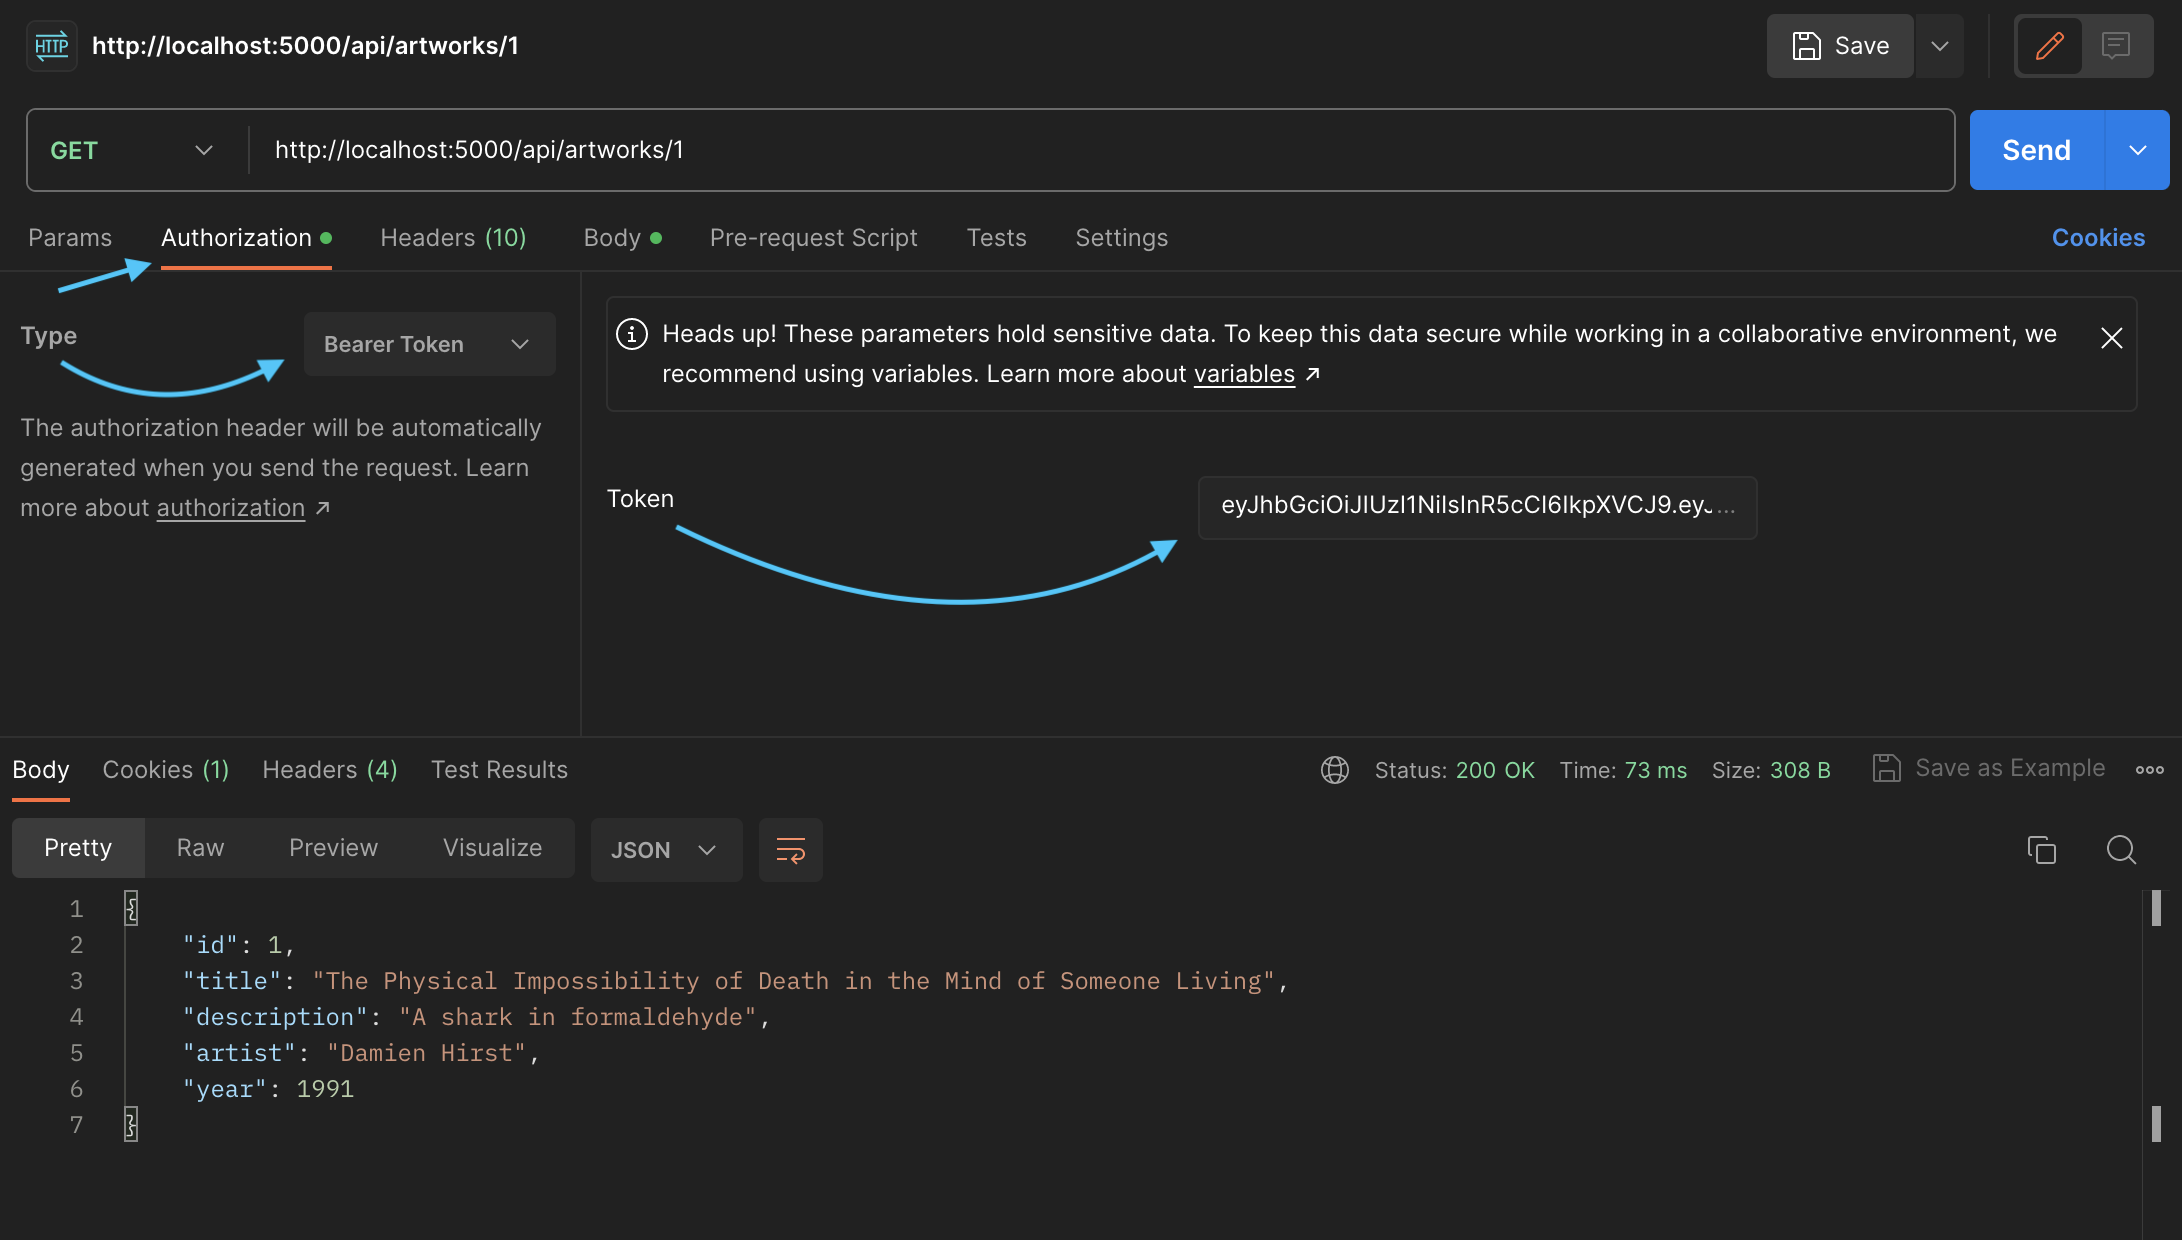 HTTP http://localhost:5000/api/artworks/1
Save
GET http://localhost:5000/api/artworks/1
Send
Params Authorization Headers (10) Body Pre-request Script Tests Settings Cookies
Type Bearer Token
The authorization header will be automatically
generated when you send the request. Learn
more about authorization ↗
Heads up! These parameters hold sensitive data. To keep this data secure while working in a collaborative environment, we
recommend using variables. Learn more about variables ↗
Token eyJhbGciOiJIUzI1NiIsInR5cCI6IkpXVCJ9.eyJ...
Body Cookies (1) Headers (4) Test Results Status: 200 OK Time: 73 ms Size: 308 B Save as Example
Pretty Raw Preview Visualize JSON
1 {
2 "id": 1,
3 "title": "The Physical Impossibility of Death in the Mind of Someone Living",
4 "description": "A shark in formaldehyde",
5 "artist": "Damien Hirst",
6 "year": 1991
7 }